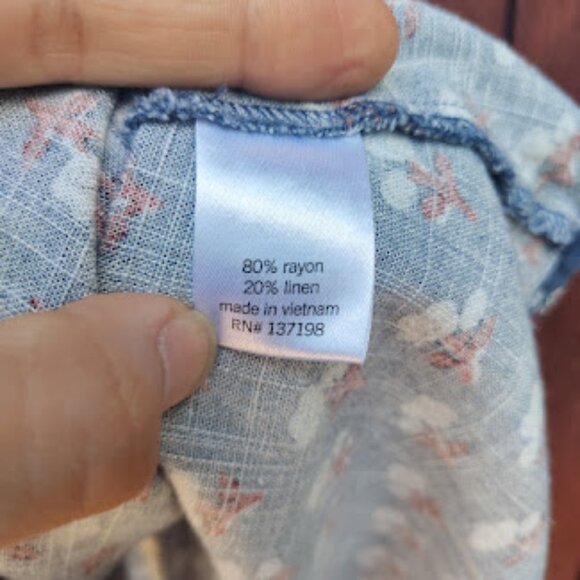 80% rayon
20% linen
made in vietnam
RN# 137198